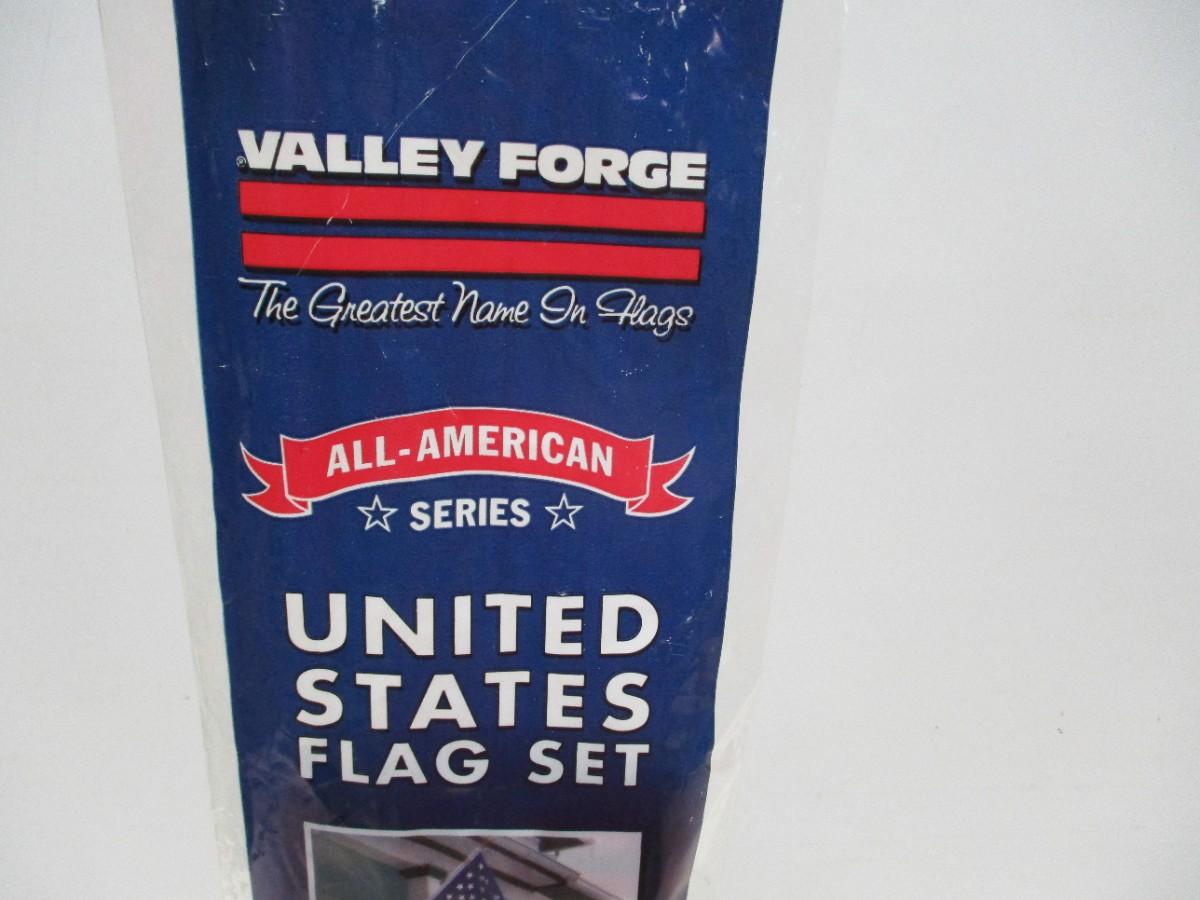 VALLEY FORGE®
The Greatest Name In Flags
ALL-AMERICAN
☆ SERIES ☆
UNITED
STATES
FLAG SET